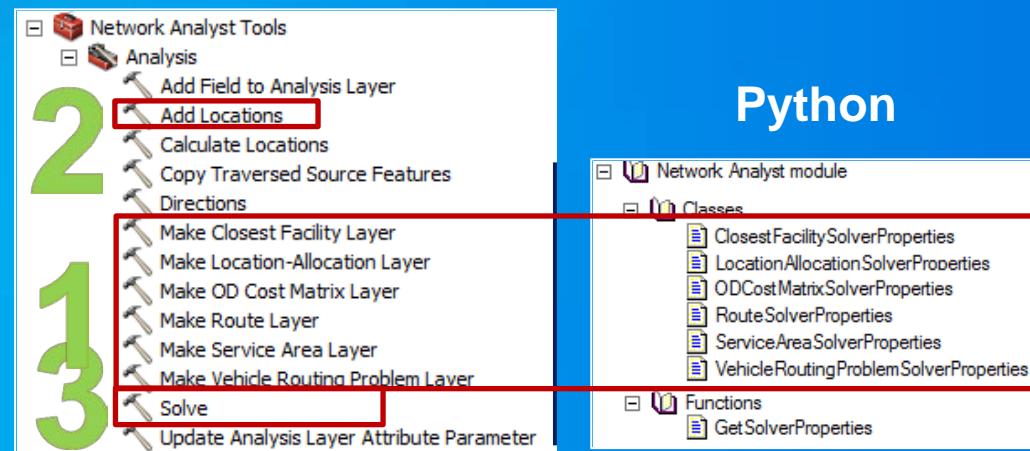 Network Analyst Tools
Analysis
Add Field to Analysis Layer
2
Add Locations
Calculate Locations
Copy Traversed Source Features
Directions
1
Make Closest Facility Layer
Make Location-Allocation Layer
Make OD Cost Matrix Layer
Make Route Layer
Make Service Area Layer
Make Vehicle Routing Problem Layer
3
Solve
Update Analysis Layer Attribute Parameter
Python
Network Analyst module
Classes
ClosestFacilitySolverProperties
LocationAllocationSolverProperties
ODCostMatrixSolverProperties
RouteSolverProperties
ServiceAreaSolverProperties
VehicleRoutingProblemSolverProperties
Functions
GetSolverProperties